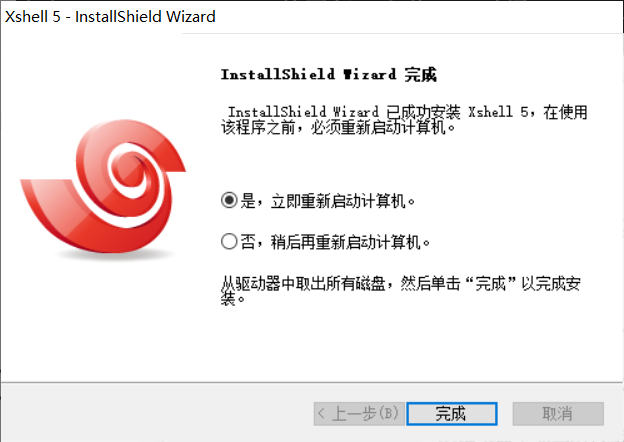 Xshell 5 - InstallShield Wizard
InstallShield Wizard 完成
InstallShield Wizard 已成功安装 Xshell 5，在使用
该程序之前，必须重新启动计算机。
是，立即重新启动计算机。
否，稍后再重新启动计算机。
从驱动器中取出所有磁盘，然后单击“完成”以完成安
装。
< 上一步(B)
完成
取消